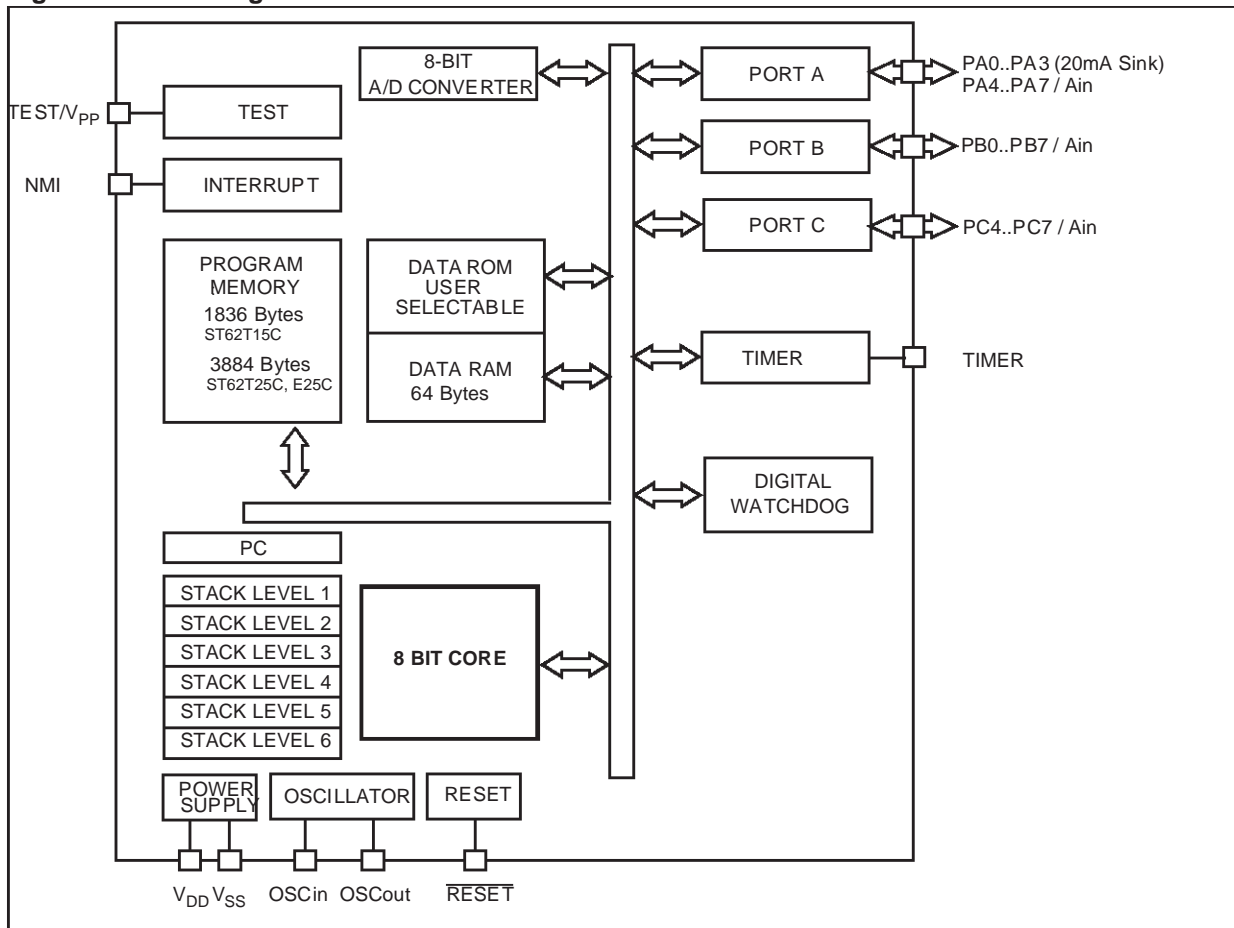 8-BIT
A/D CONVERTER
PORT A
PA0..PA3 (20mA Sink)
PA4..PA7 / Ain
TEST/VPP
TEST
PORT B
PB0..PB7 / Ain
NMI
INTERRUPT
PORT C
PC4..PC7 / Ain
PROGRAM
MEMORY
1836 Bytes
ST62T15C
3884 Bytes
ST62T25C, E25C
DATA ROM
USER
SELECTABLE
DATA RAM
64 Bytes
TIMER
TIMER
DIGITAL
WATCHDOG
PC
STACK LEVEL 1
STACK LEVEL 2
STACK LEVEL 3
STACK LEVEL 4
STACK LEVEL 5
STACK LEVEL 6
8 BIT CORE
POWER
SUPPLY
OSCILLATOR
RESET
VDD VSS
OSCin OSCout
RESET